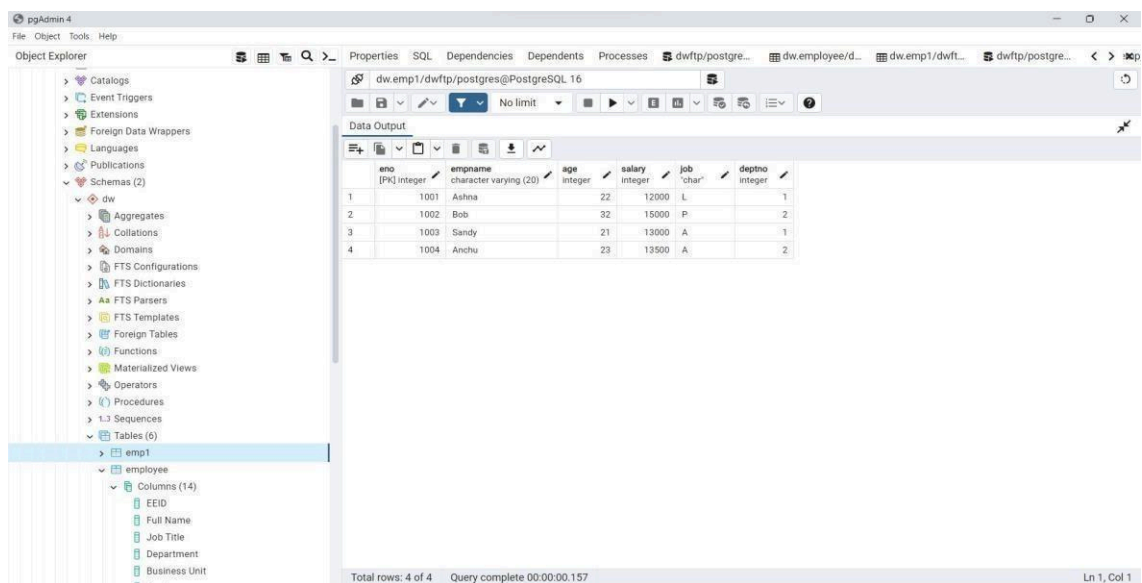 pgAdmin 4
File Object Tools Help
Object Explorer
Properties SQL Dependencies Dependents Processes dwftp/postgre... dw.employee/d... dw.emp1/dwft... dwftp/postgre...
dw.emp1/dwftp/postgres@PostgreSQL 16
No limit
Data Output
eno [PK] integer empname character varying (20) age integer salary integer job "char" deptno integer
1 1001 Ashna 22 12000 L 1
2 1002 Bob 32 15000 P 2
3 1003 Sandy 21 13000 A 1
4 1004 Anchu 23 13500 A 2
Catalogs
Event Triggers
Extensions
Foreign Data Wrappers
Languages
Publications
Schemas (2)
dw
Aggregates
Collations
Domains
FTS Configurations
FTS Dictionaries
Aa FTS Parsers
FTS Templates
Foreign Tables
Functions
Materialized Views
Operators
Procedures
1..3 Sequences
Tables (6)
emp1
employee
Columns (14)
EEID
Full Name
Job Title
Department
Business Unit
Total rows: 4 of 4 Query complete 00:00:00.157 Ln 1, Col 1